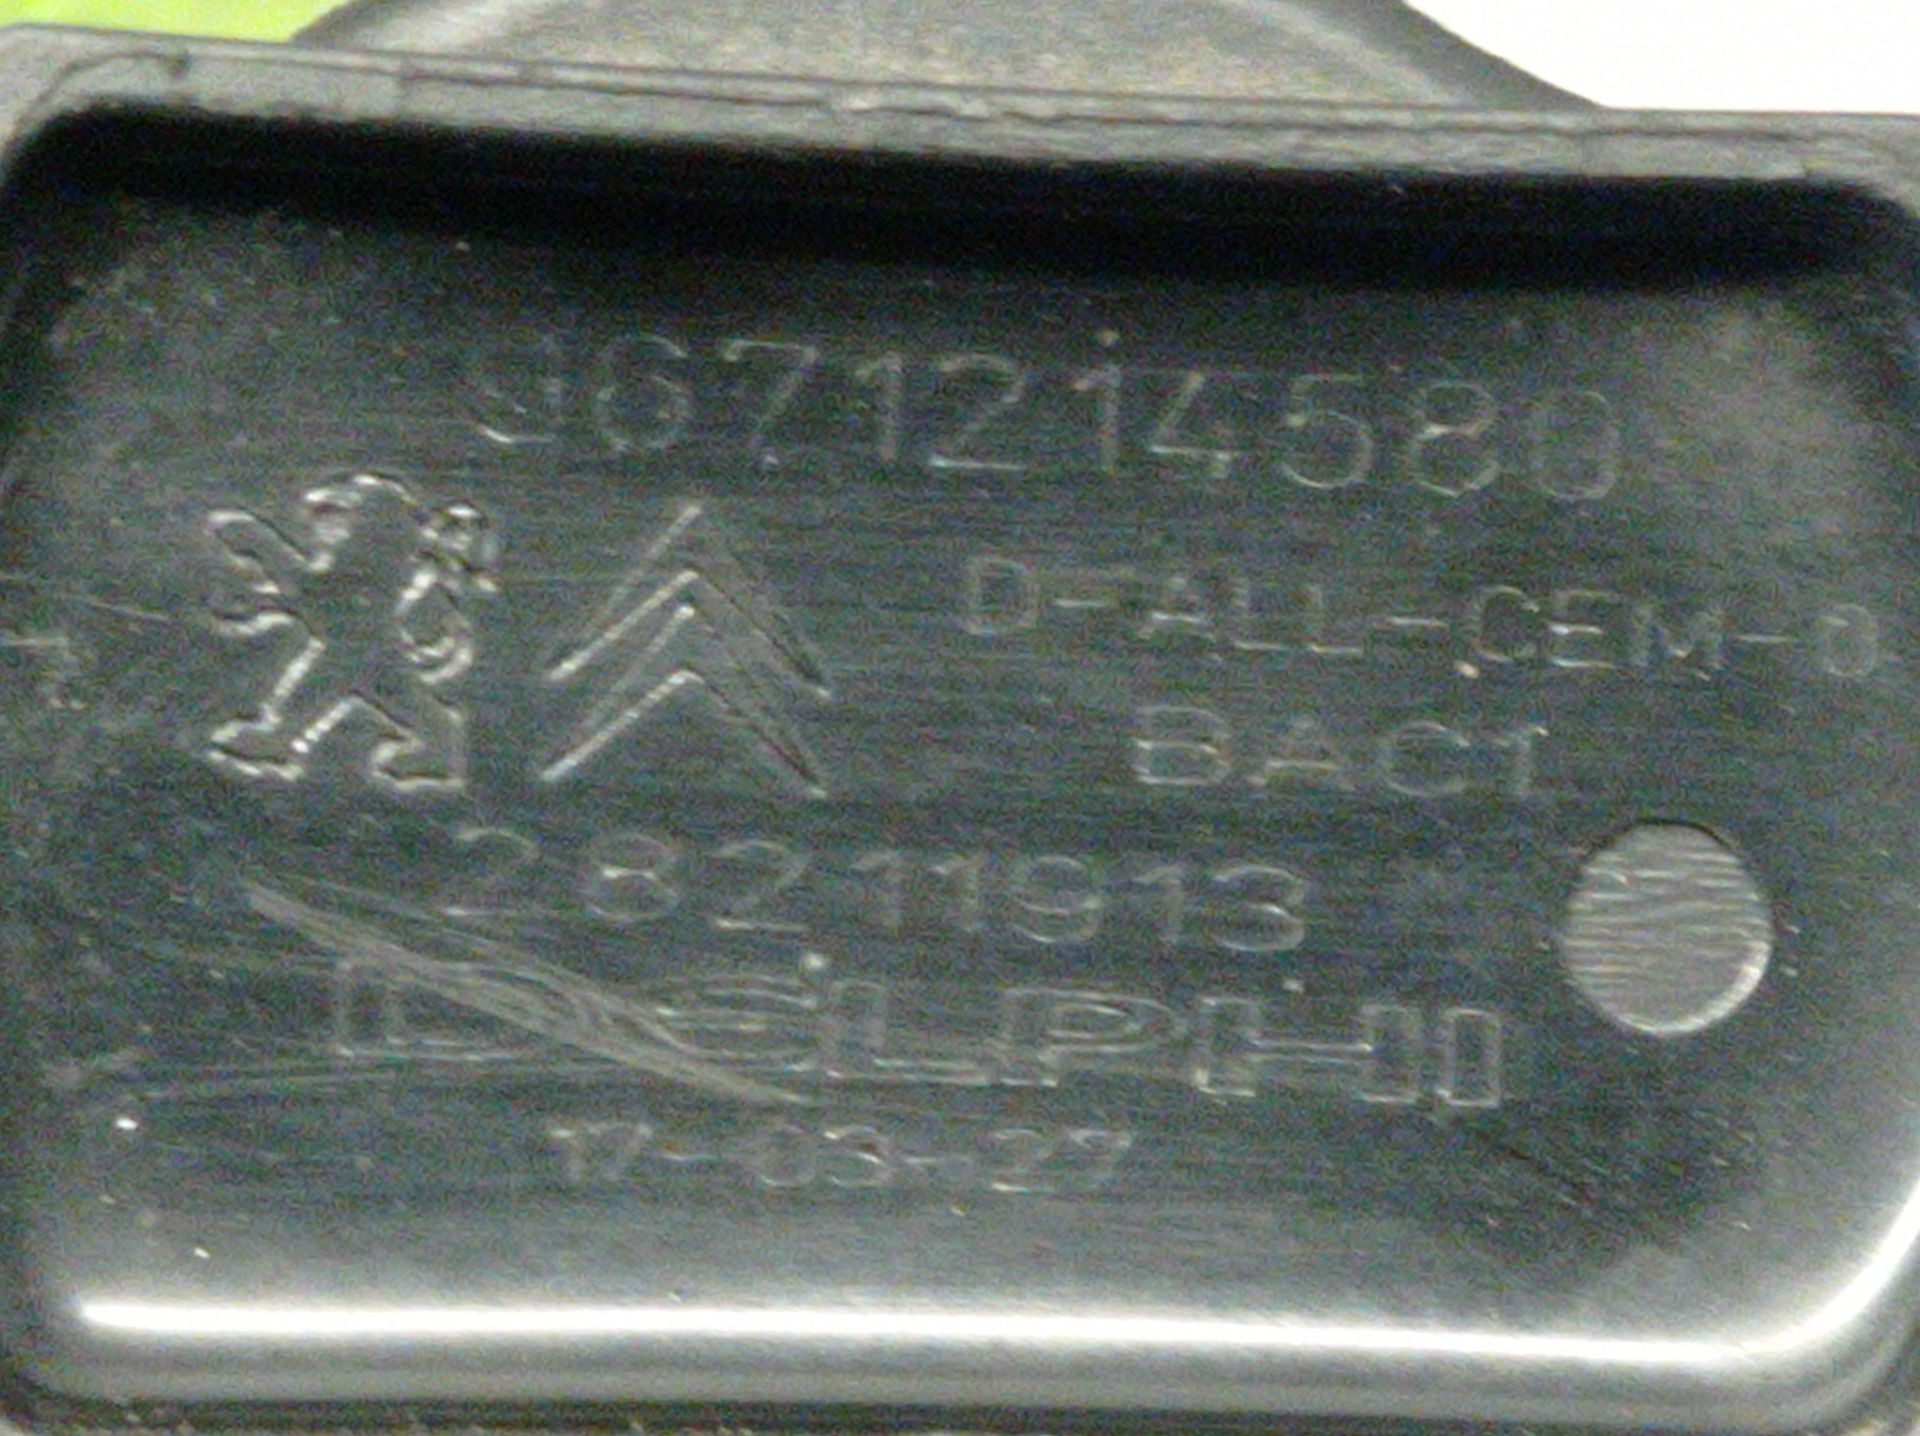 9671214580
D-ALL-CEM-0
BAC1
28211913
DELPHI
17-03-27